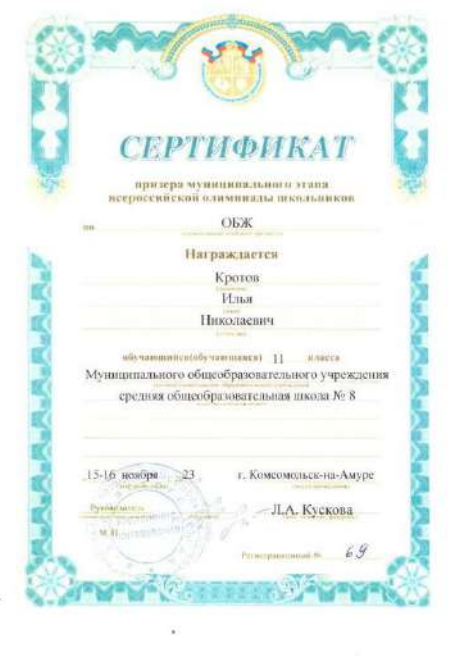 СЕРТИФИКАТ
призера муниципального этапа
всероссийской олимпиады школьников
по ОБЖ
Награждается
Кротов
Илья
Николаевич
обучающийся(обучающаяся) 11 класса
Муниципального общеобразовательного учреждения
средняя общеобразовательная школа № 8
15-16 ноября 23 г. Комсомольск-на-Амуре
Руководитель Л.А. Кускова
М.П.
Регистрационный № 69